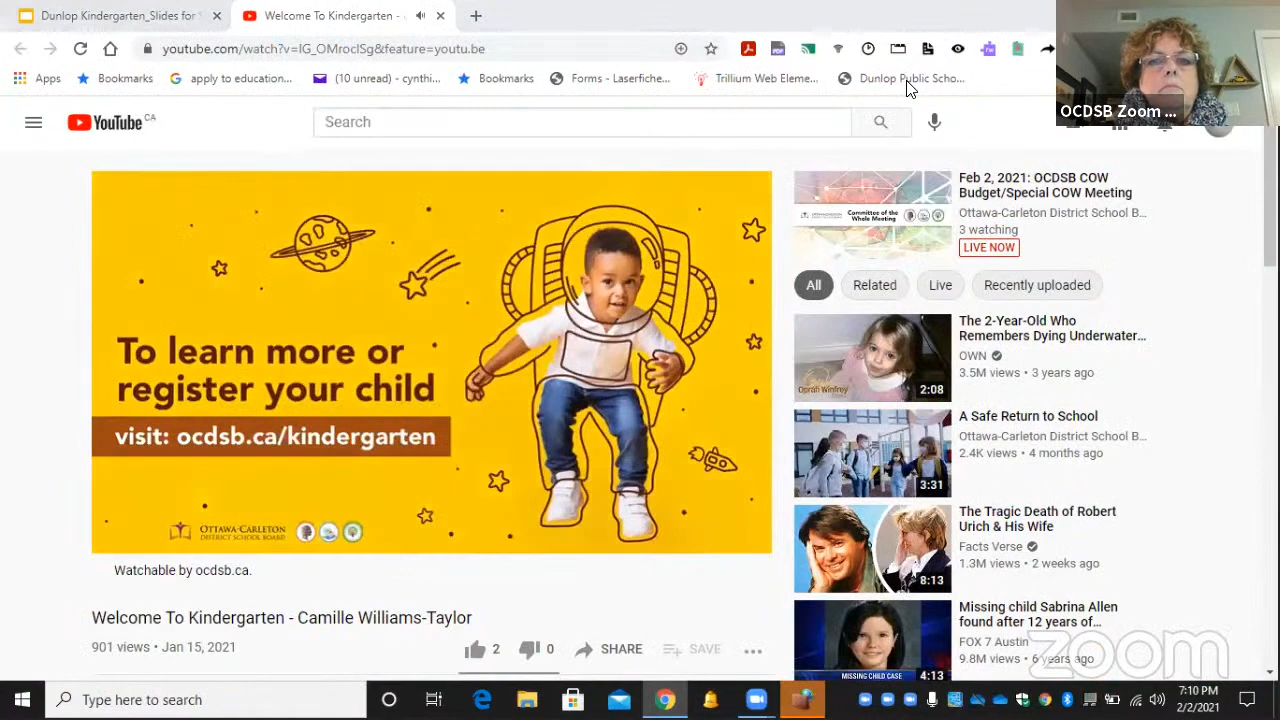 Dunlop Kindergarten_Slides for
Welcome To Kindergarten -
youtube.com/watch?v=IG_OMrocISg&feature=youtu.be
Apps
Bookmarks
apply to education...
(10 unread) - cynthi...
Bookmarks
Forms - Laserfiche...
Trillium Web Eleme...
Dunlop Public Scho...
OCDSB Zoom ...
YouTube CA
Search
To learn more or
register your child
visit: ocdsb.ca/kindergarten
OTTAWA-CARLETON
DISTRICT SCHOOL BOARD
Watchable by ocdsb.ca.
Welcome To Kindergarten - Camille Williams-Taylor
901 views • Jan 15, 2021
2
0
SHARE
SAVE
Committee of the
Whole Meeting
Feb 2, 2021: OCDSB COW
Budget/Special COW Meeting
Ottawa-Carleton District School B...
3 watching
LIVE NOW
All
Related
Live
Recently uploaded
2:08
The 2-Year-Old Who
Remembers Dying Underwater...
OWN
3.5M views • 3 years ago
3:31
A Safe Return to School
Ottawa-Carleton District School B...
2.4K views • 4 months ago
8:13
The Tragic Death of Robert
Urich & His Wife
Facts Verse
1.3M views • 2 weeks ago
MISSING CHILD CASE
4:13
Missing child Sabrina Allen
found after 12 years of...
FOX 7 Austin
9.8M views • 6 years ago
zoom
Type here to search
7:10 PM
2/2/2021